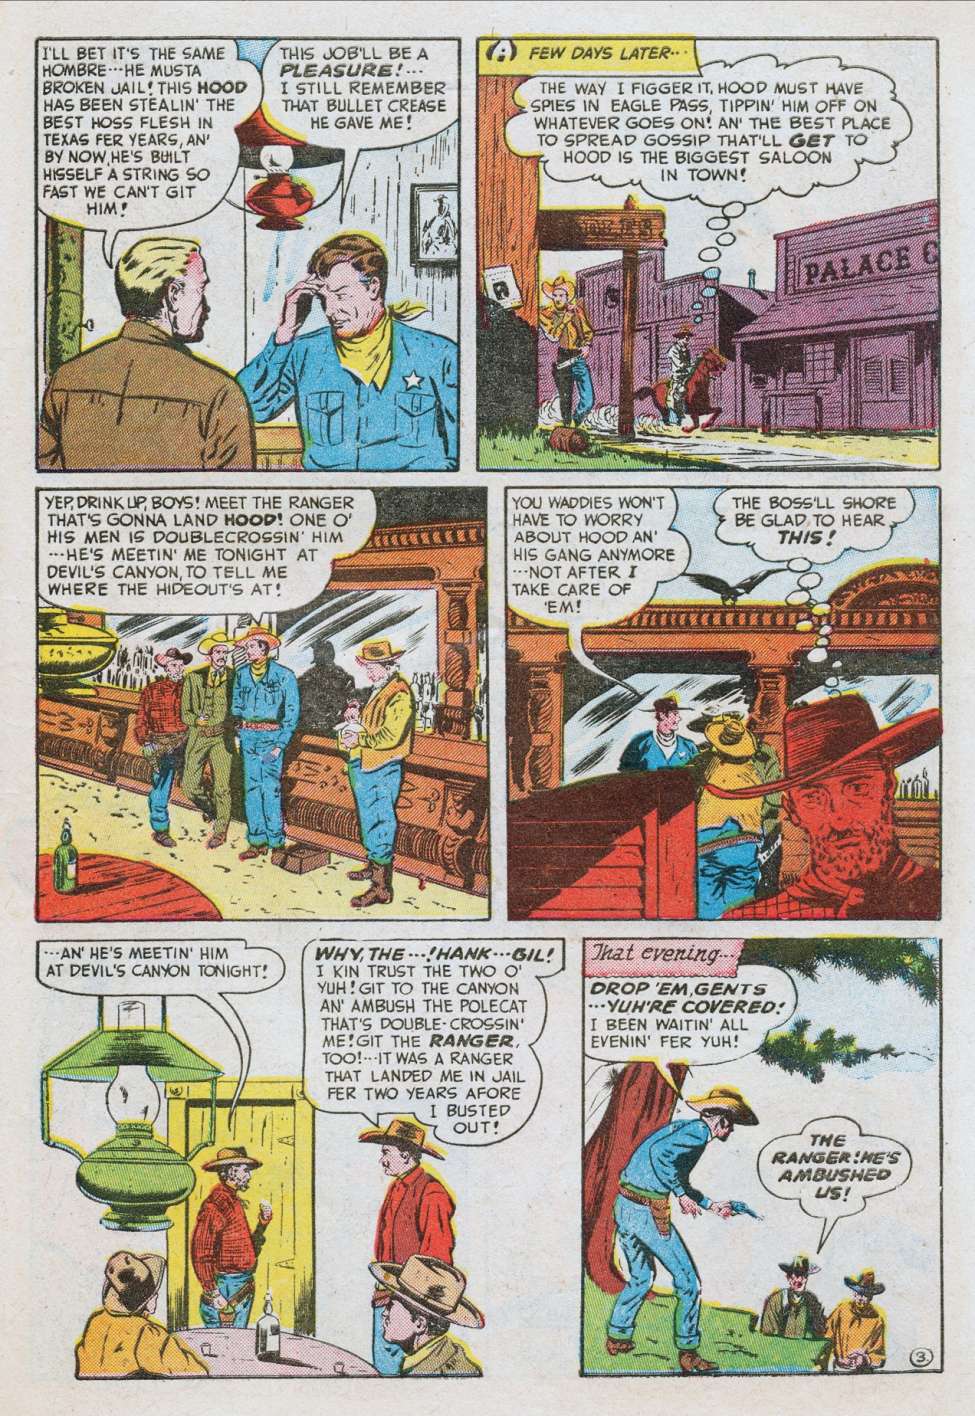 I'LL BET IT'S THE SAME
HOMBRE---HE MUSTA
BROKEN JAIL! THIS HOOD
HAS BEEN STEALIN' THE
BEST HOSS FLESH IN
TEXAS FER YEARS, AN'
BY NOW, HE'S BUILT
HISSELF A STRING SO
FAST WE CAN'T GIT
HIM!
THIS JOB'LL BE A
PLEASURE!---
I STILL REMEMBER
THAT BULLET CREASE
HE GAVE ME!
A FEW DAYS LATER---
THE WAY I FIGGER IT, HOOD MUST HAVE
SPIES IN EAGLE PASS, TIPPIN' HIM OFF ON
WHATEVER GOES ON! AN' THE BEST PLACE
TO SPREAD GOSSIP THAT'LL GET TO
HOOD IS THE BIGGEST SALOON
IN TOWN!
PALACE
YEP, DRINK UP, BOYS! MEET THE RANGER
THAT'S GONNA LAND HOOD! ONE O'
HIS MEN IS DOUBLECROSSIN' HIM
---HE'S MEETIN' ME TONIGHT AT
DEVIL'S CANYON, TO TELL ME
WHERE THE HIDEOUT'S AT!
YOU WADDIES WON'T
HAVE TO WORRY
ABOUT HOOD AN'
HIS GANG ANYMORE
---NOT AFTER I
TAKE CARE OF
'EM!
THE BOSS'LL SHORE
BE GLAD TO HEAR
THIS!
---AN' HE'S MEETIN' HIM
AT DEVIL'S CANYON TONIGHT!
WHY, THE ---! HANK---GIL!
I KIN TRUST THE TWO O'
YUH! GIT TO THE CANYON
AN' AMBUSH THE POLECAT
THAT'S DOUBLE-CROSSIN'
ME! GIT THE RANGER,
TOO!---IT WAS A RANGER
THAT LANDED ME IN JAIL
FER TWO YEARS AFORE
I BUSTED
OUT!
That evening---
DROP 'EM, GENTS
---YUH'RE COVERED!
I BEEN WAITIN' ALL
EVENIN' FER YUH!
THE
RANGER! HE'S
AMBUSHED
US!
3